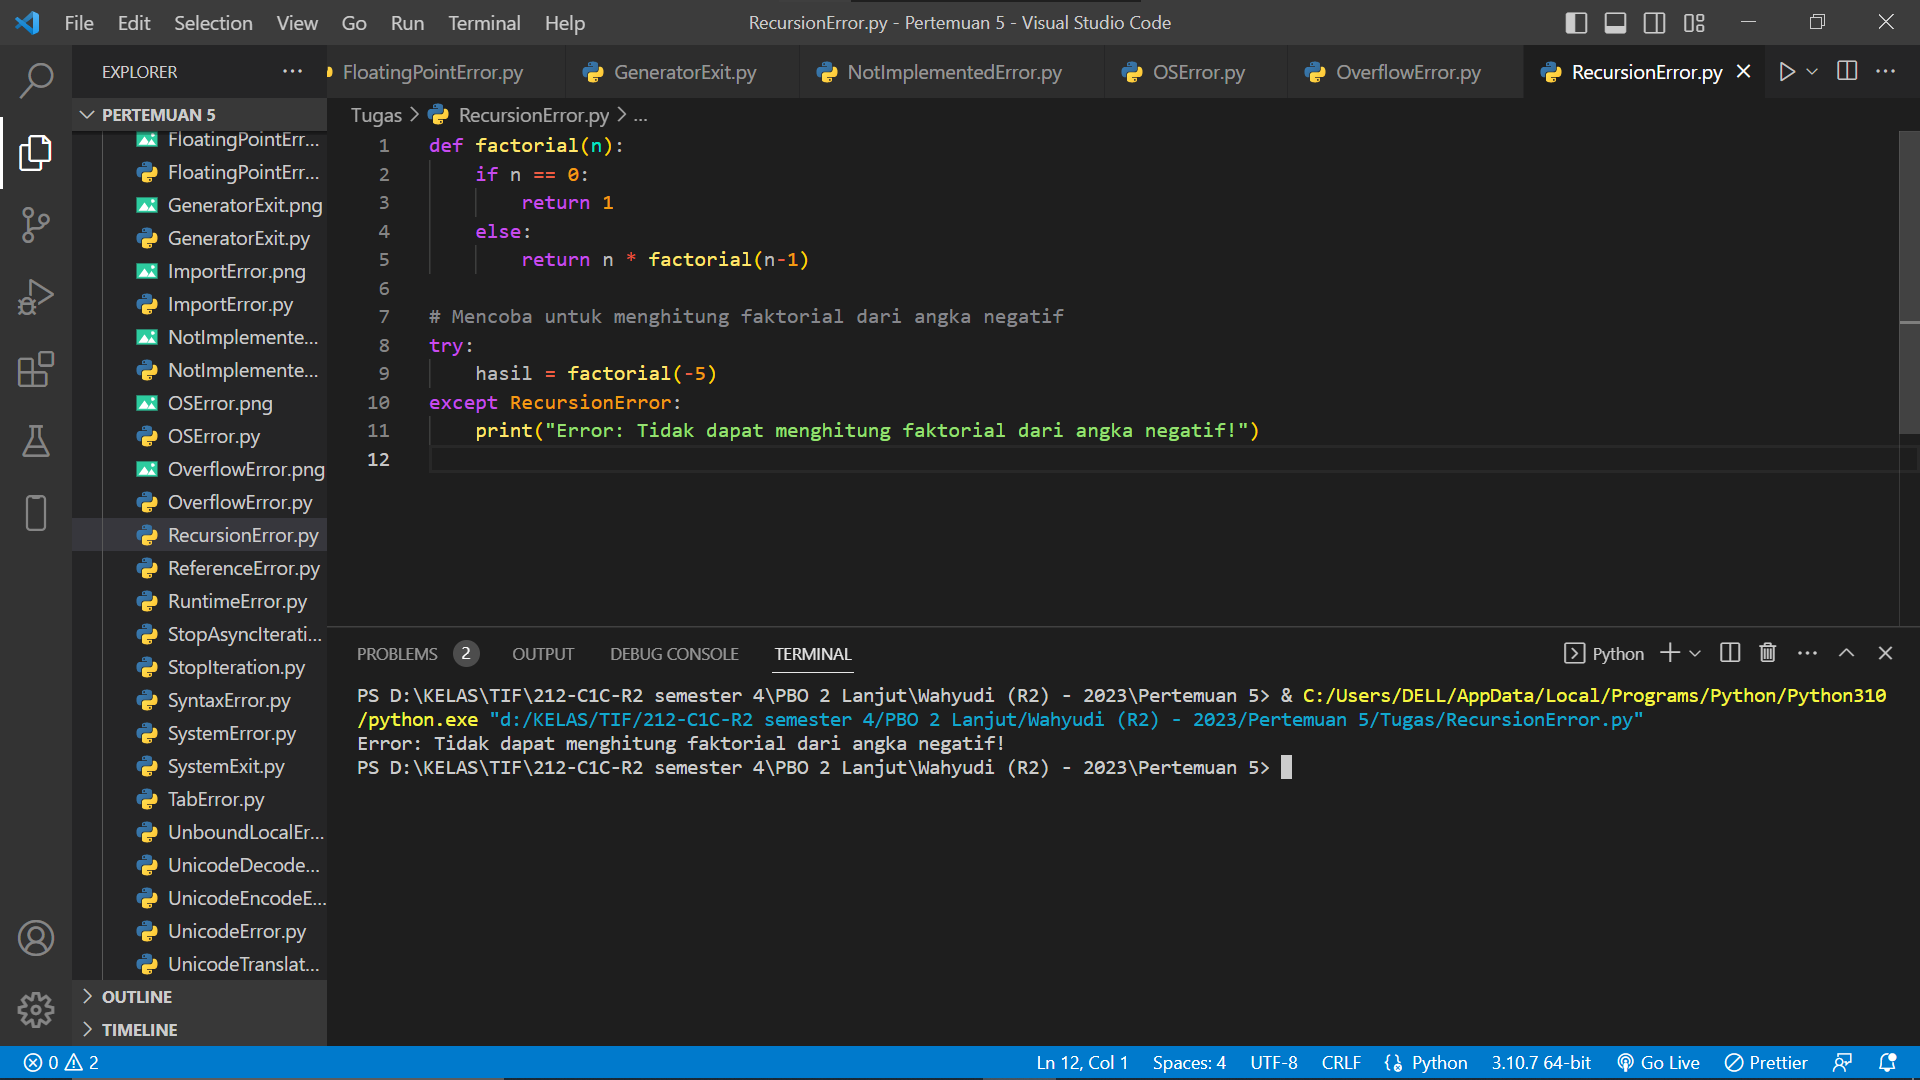 File Edit Selection View Go Run Terminal Help
RecursionError.py - Pertemuan 5 - Visual Studio Code
EXPLORER
FloatingPointError.py GeneratorExit.py NotImplementedError.py OSError.py OverflowError.py RecursionError.py
PERTEMUAN 5
FloatingPointErr...
FloatingPointErr...
GeneratorExit.png
GeneratorExit.py
ImportError.png
ImportError.py
NotImplemente...
NotImplemente...
OSError.png
OSError.py
OverflowError.png
OverflowError.py
RecursionError.py
ReferenceError.py
RuntimeError.py
StopAsyncIterati...
StopIteration.py
SyntaxError.py
SystemError.py
SystemExit.py
TabError.py
UnboundLocalEr...
UnicodeDecode...
UnicodeEncodeE...
UnicodeError.py
UnicodeTranslat...
OUTLINE
TIMELINE
Tugas > RecursionError.py > ...
1 def factorial(n):
2     if n == 0:
3         return 1
4     else:
5         return n * factorial(n-1)
6
7 # Mencoba untuk menghitung faktorial dari angka negatif
8 try:
9     hasil = factorial(-5)
10 except RecursionError:
11     print("Error: Tidak dapat menghitung faktorial dari angka negatif!")
12
PROBLEMS 2 OUTPUT DEBUG CONSOLE TERMINAL
Python
PS D:\KELAS\TIF\212-C1C-R2 semester 4\PBO 2 Lanjut\Wahyudi (R2) - 2023\Pertemuan 5> & C:/Users/DELL/AppData/Local/Programs/Python/Python310
/python.exe "d:/KELAS/TIF/212-C1C-R2 semester 4/PBO 2 Lanjut/Wahyudi (R2) - 2023/Pertemuan 5/Tugas/RecursionError.py"
Error: Tidak dapat menghitung faktorial dari angka negatif!
PS D:\KELAS\TIF\212-C1C-R2 semester 4\PBO 2 Lanjut\Wahyudi (R2) - 2023\Pertemuan 5>
0 2
Ln 12, Col 1 Spaces: 4 UTF-8 CRLF Python 3.10.7 64-bit Go Live Prettier